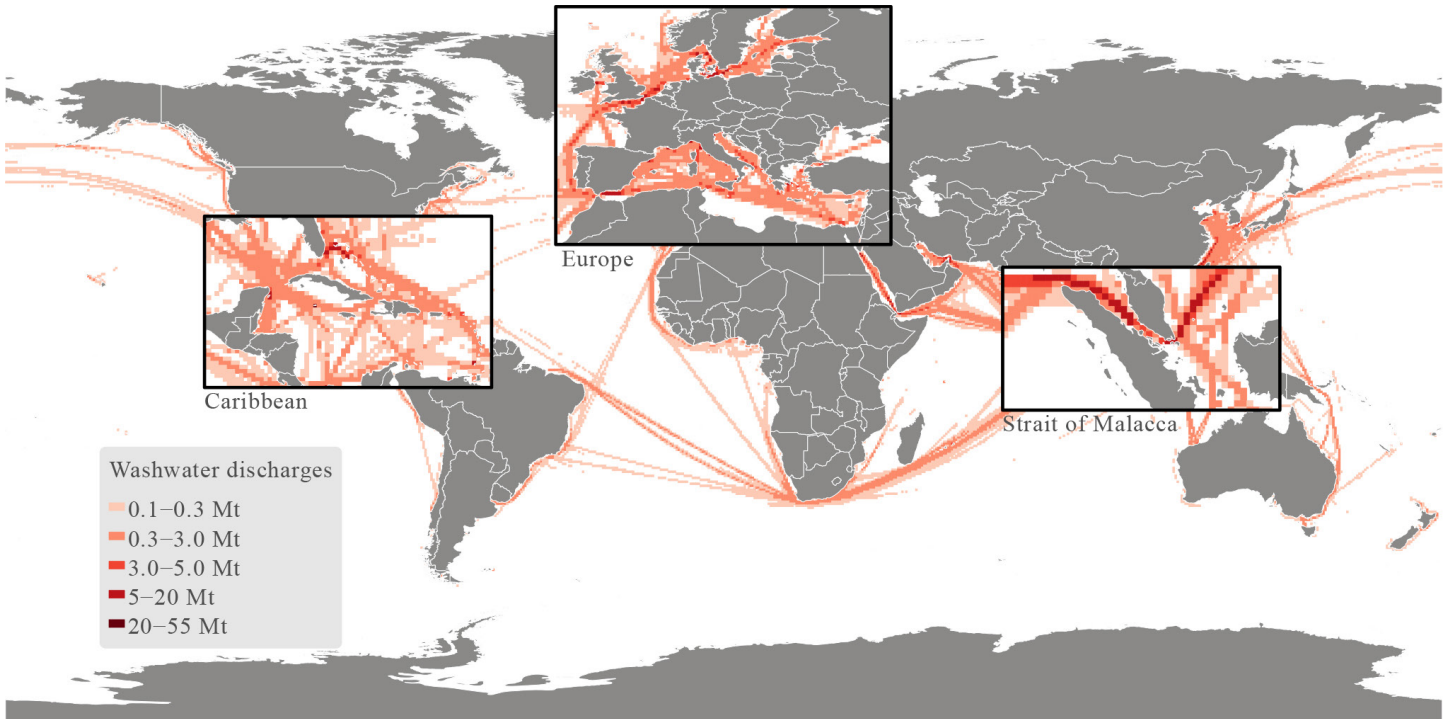 Europe
Caribbean
Strait of Malacca
Washwater discharges
0.1–0.3 Mt
0.3–3.0 Mt
3.0–5.0 Mt
5–20 Mt
20–55 Mt